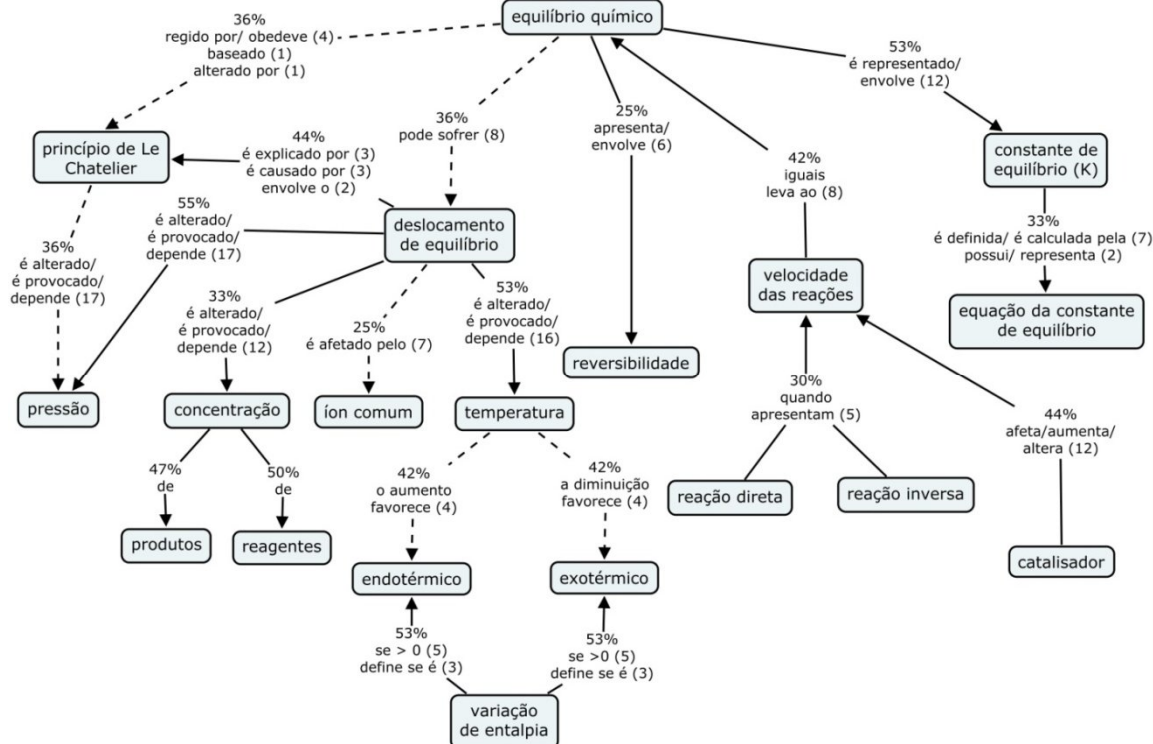 equilíbrio químico
36%
regido por/ obedeve (4)
baseado (1)
alterado por (1)
53%
é representado/
envolve (12)
36%
pode sofrer (8)
25%
apresenta/
envolve (6)
princípio de Le
Chatelier
44%
é explicado por (3)
é causado por (3)
envolve o (2)
42%
iguais
leva ao (8)
constante de
equilíbrio (K)
55%
é alterado/
é provocado/
depende (17)
deslocamento
de equilíbrio
33%
é definida/ é calculada pela (7)
possui/ representa (2)
36%
é alterado/
é provocado/
depende (17)
33%
é alterado/
é provocado/
depende (12)
25%
é afetado pelo (7)
53%
é alterado/
é provocado/
depende (16)
velocidade
das reações
equação da constante
de equilíbrio
reversibilidade
pressão
concentração
íon comum
temperatura
30%
quando
apresentam (5)
44%
afeta/aumenta/
altera (12)
47%
de
50%
de
42%
o aumento
favorece (4)
42%
a diminuição
favorece (4)
reação direta
reação inversa
produtos
reagentes
catalisador
endotérmico
exotérmico
53%
se > 0 (5)
define se é (3)
53%
se >0 (5)
define se é (3)
variação
de entalpia